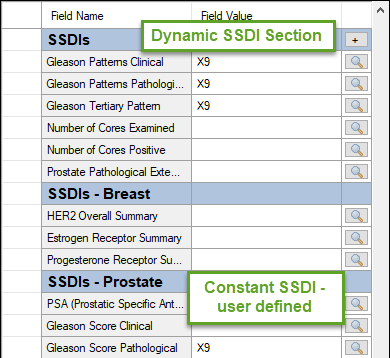 Field Name Field Value
SSDIs Dynamic SSDI Section +
Gleason Patterns Clinical X9
Gleason Patterns Pathologi... X9
Gleason Tertiary Pattern X9
Number of Cores Examined
Number of Cores Positive
Prostate Pathological Exte...
SSDIs - Breast
HER2 Overall Summary
Estrogen Receptor Summary
Progesterone Receptor Su...
SSDIs - Prostate
Constant SSDI -
user defined
PSA (Prostatic Specific Ant...
Gleason Score Clinical
Gleason Score Pathological X9